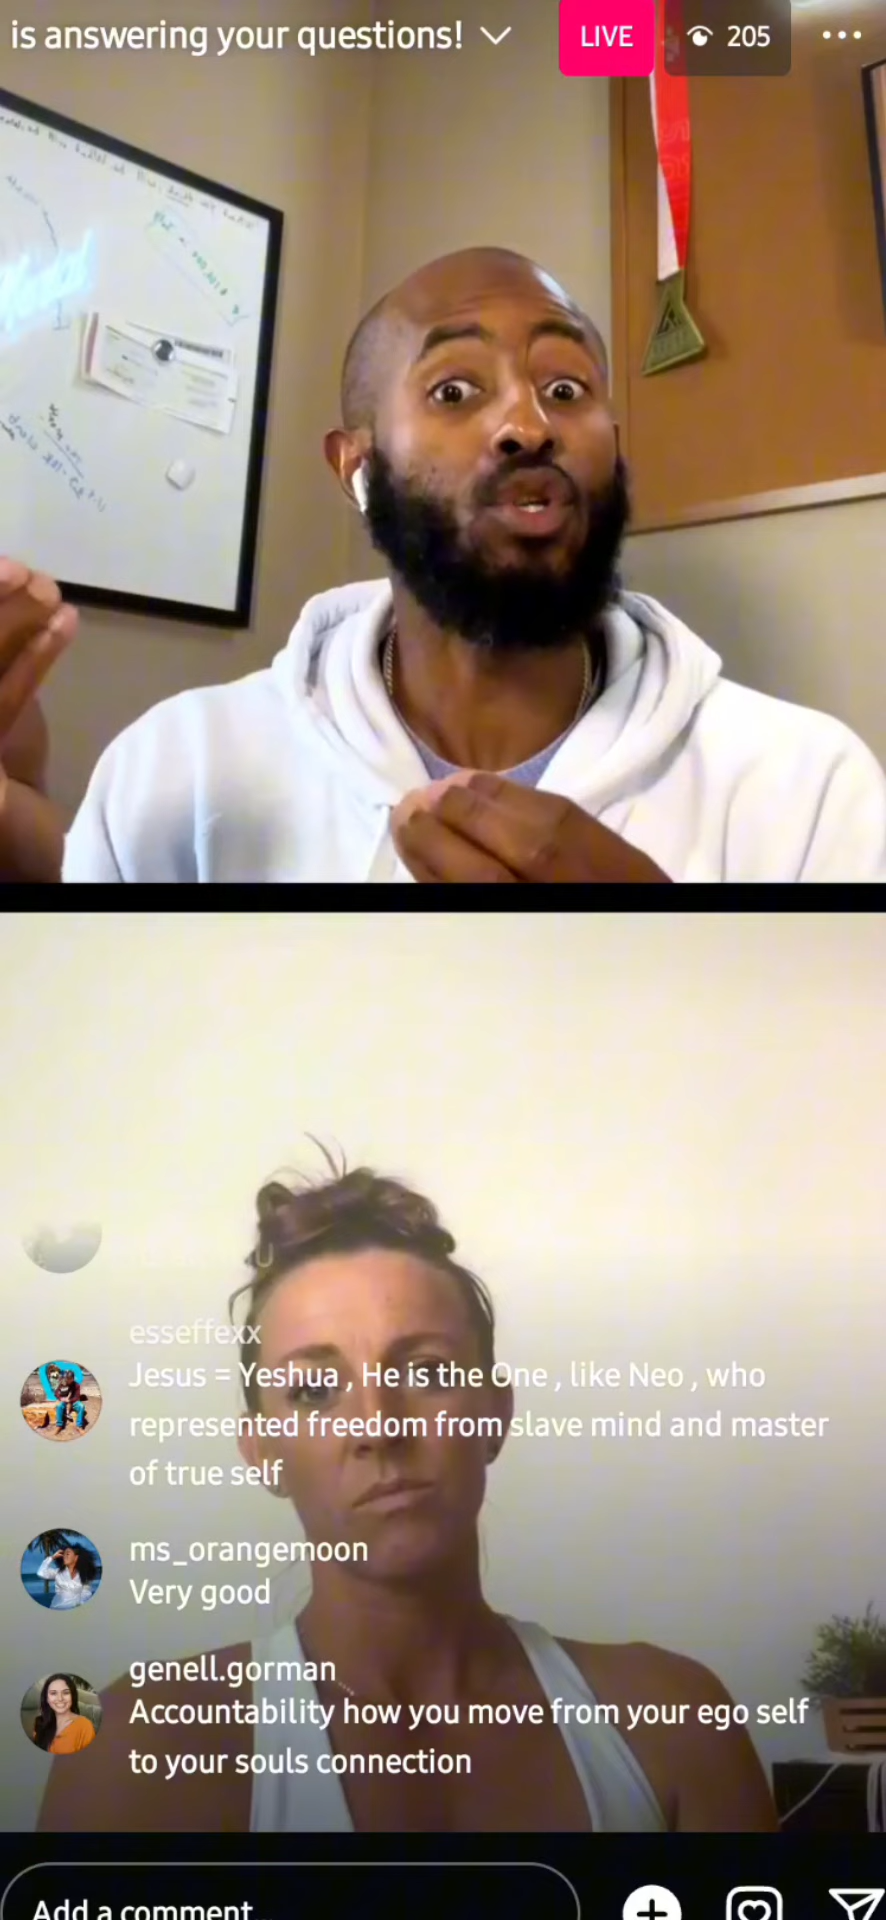 is answering your questions!
LIVE
205
esseffexx
Jesus = Yeshua , He is the One , like Neo , who
represented freedom from slave mind and master
of true self
ms_orangemoon
Very good
genell.gorman
Accountability how you move from your ego self
to your souls connection
Add a comment...